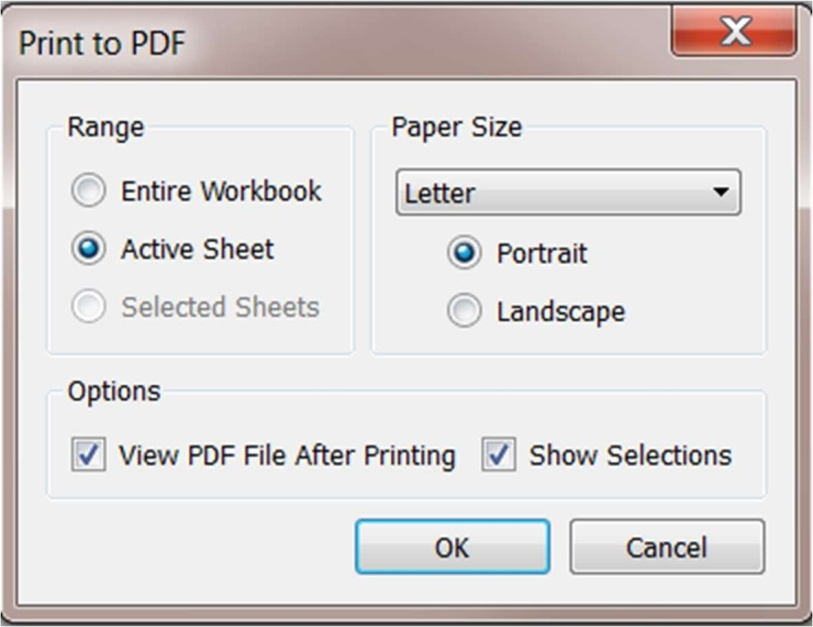 Print to PDF
Range
Entire Workbook
Active Sheet
Selected Sheets
Paper Size
Letter
Portrait
Landscape
Options
View PDF File After Printing
Show Selections
OK
Cancel